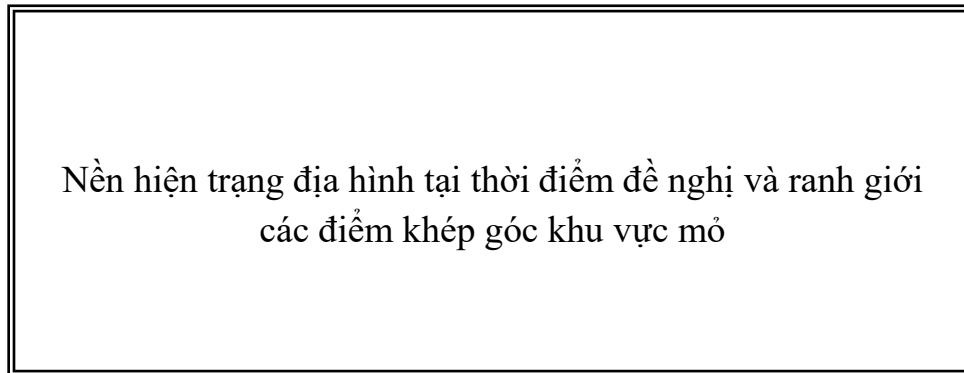 Nền hiện trạng địa hình tại thời điểm đề nghị và ranh giới
các điểm khép góc khu vực mỏ